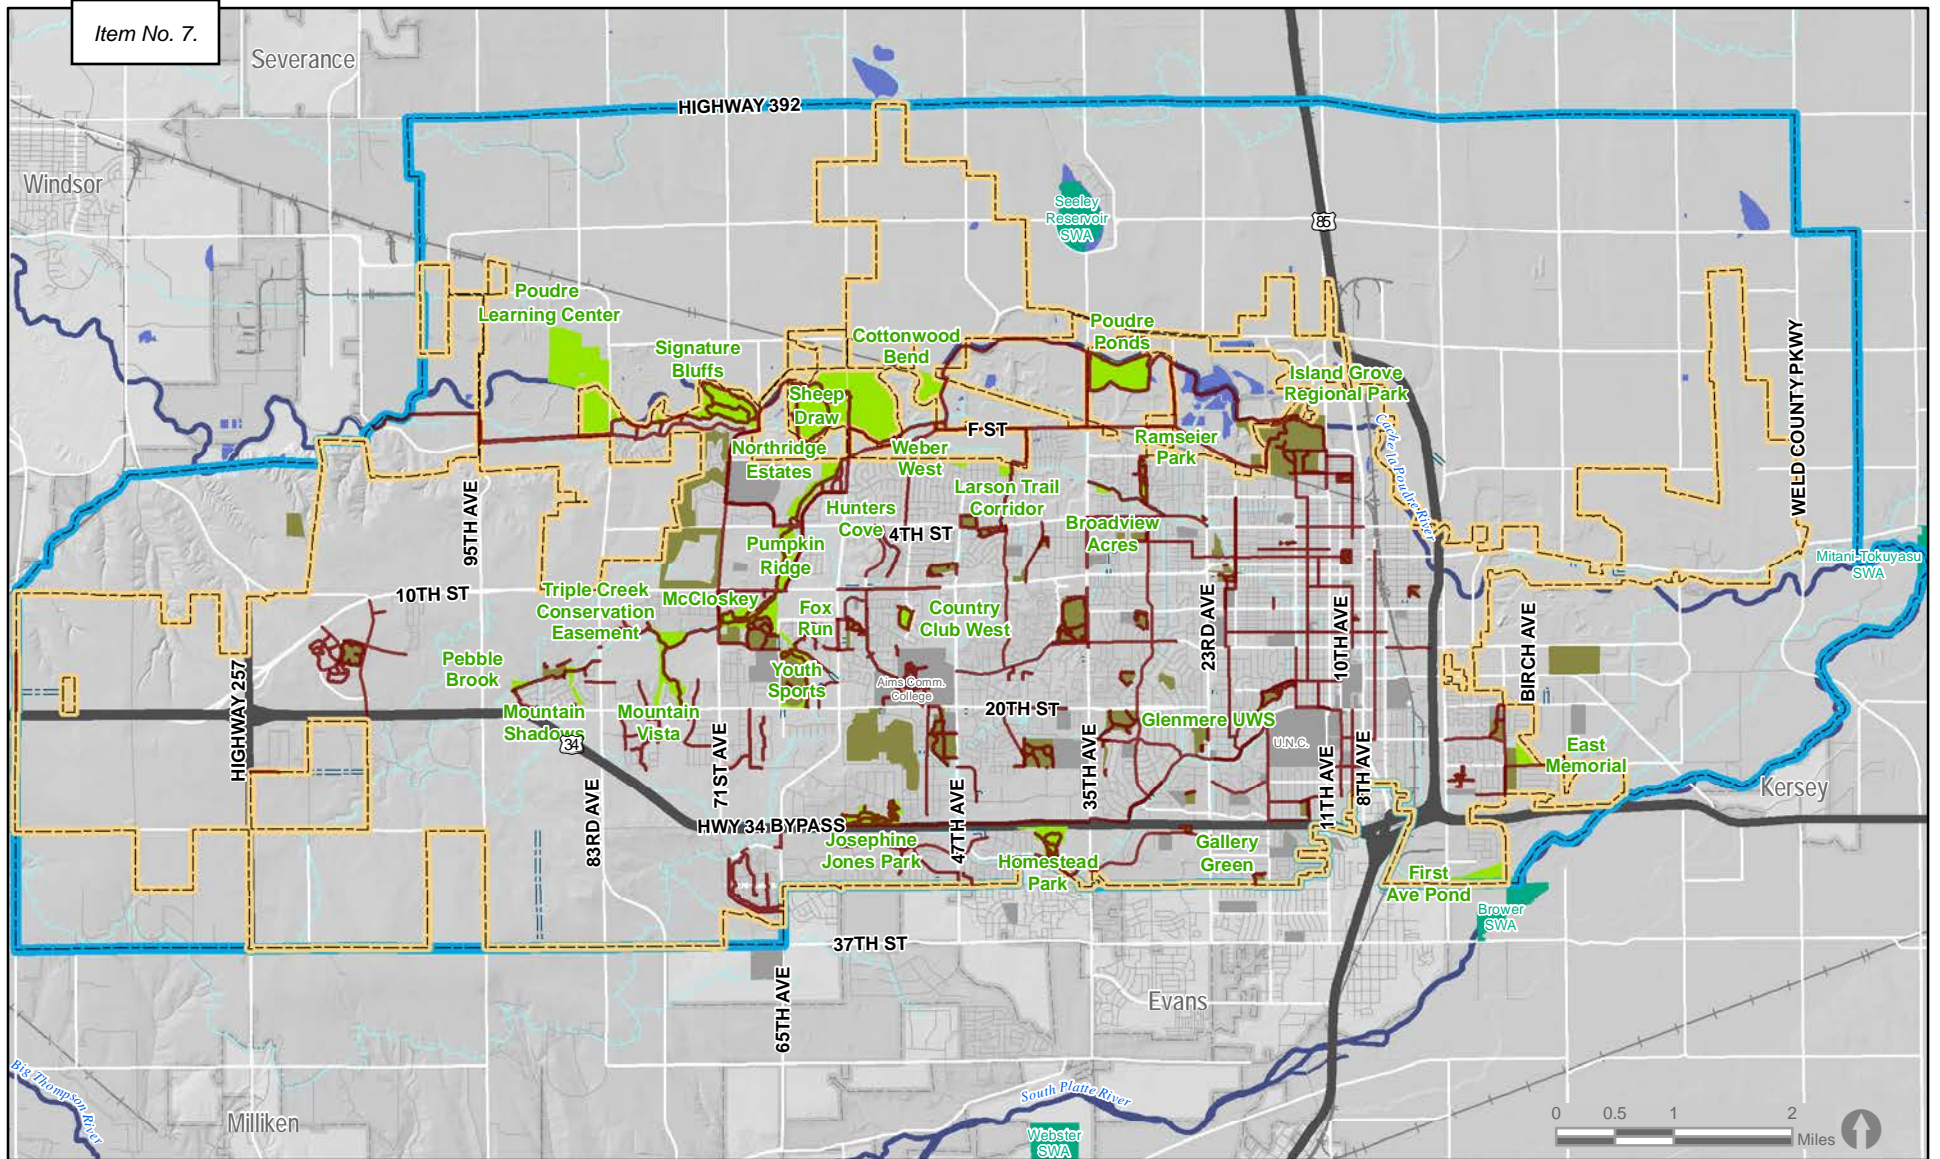 Item No. 7.
Severance
HIGHWAY 392
Windsor
Seeley
Reservoir
SWA
85
Poudre
Learning Center
Signature
Bluffs
Cottonwood
Bend
Poudre
Ponds
Island Grove
Regional Park
WELD COUNTY PKWY
Sheep
Draw
F ST
Cache la Poudre River
Northridge
Estates
Weber
West
Ramseier
Park
95TH AVE
Larson Trail
Corridor
Hunters
Cove
4TH ST
Broadview
Acres
Pumpkin
Ridge
Mitani-Tokuyasu
SWA
10TH ST
Triple Creek
Conservation
Easement
McCloskey
Fox
Run
Country
Club West
23RD AVE
10TH AVE
BIRCH AVE
Pebble
Brook
HIGHWAY 257
Youth
Sports
Aims Comm.
College
Mountain
Shadows
Mountain
Vista
20TH ST
Glenmere UWS
34
71ST AVE
35TH AVE
U.N.C.
11TH AVE
8TH AVE
East
Memorial
Kersey
83RD AVE
HWY 34 BYPASS
47TH AVE
Josephine
Jones Park
Homestead
Park
Gallery
Green
First
Ave Pond
Brower
SWA
37TH ST
65TH AVE
Evans
Big Thompson River
Milliken
South Platte River
Webster
SWA
0 0.5 1 2
Miles